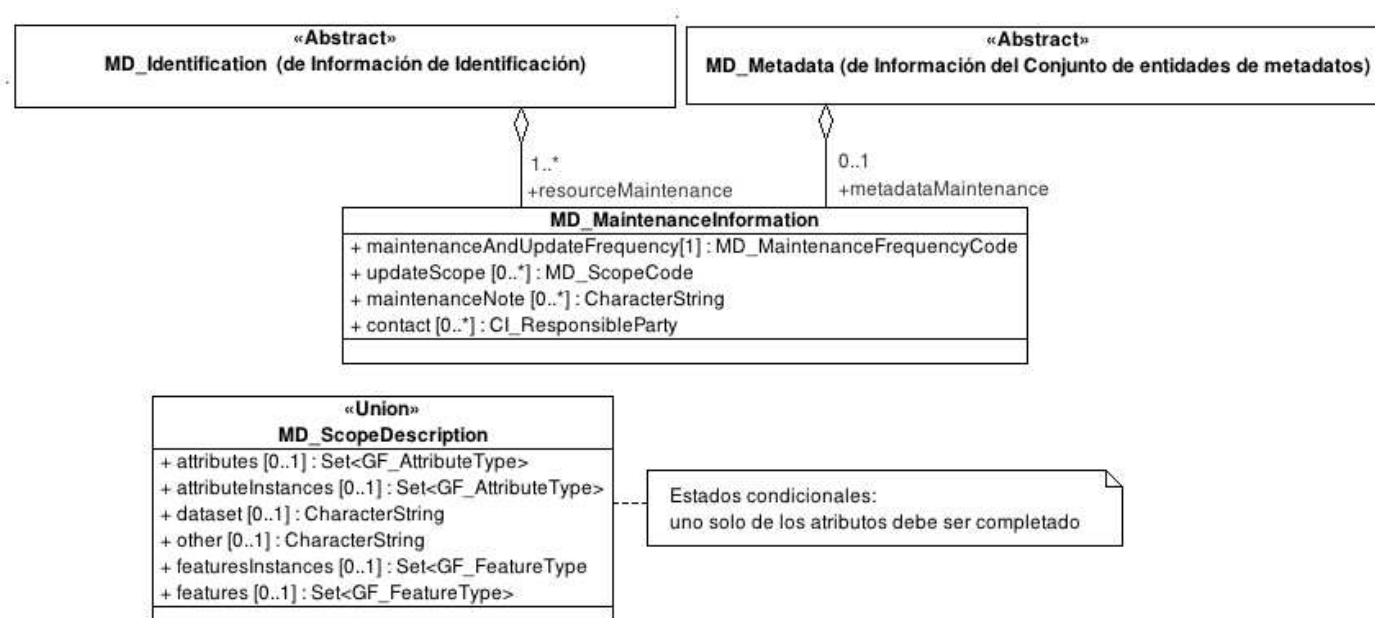 «Abstract»
MD_Identification (de Información de Identificación)
«Abstract»
MD_Metadata (de Información del Conjunto de entidades de metadatos)
1..*
+resourceMaintenance
0..1
+metadataMaintenance
MD_MaintenanceInformation
+ maintenanceAndUpdateFrequency[1] : MD_MaintenanceFrequencyCode
+ updateScope [0..*] : MD_ScopeCode
+ maintenanceNote [0..*] : CharacterString
+ contact [0..*] : CI_ResponsibleParty
«Union»
MD_ScopeDescription
+ attributes [0..1] : Set<GF_AttributeType>
+ attributeInstances [0..1] : Set<GF_AttributeType>
+ dataset [0..1] : CharacterString
+ other [0..1] : CharacterString
+ featuresInstances [0..1] : Set<GF_FeatureType
+ features [0..1] : Set<GF_FeatureType>
Estados condicionales:
uno solo de los atributos debe ser completado